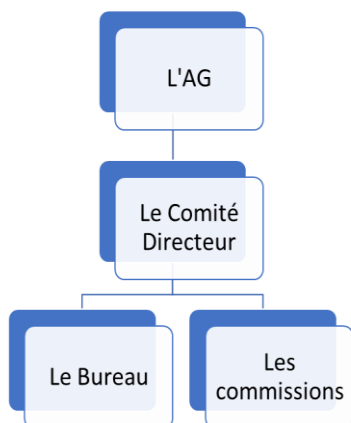 L'AG
Le Comité
Directeur
Le Bureau
Les
commissions